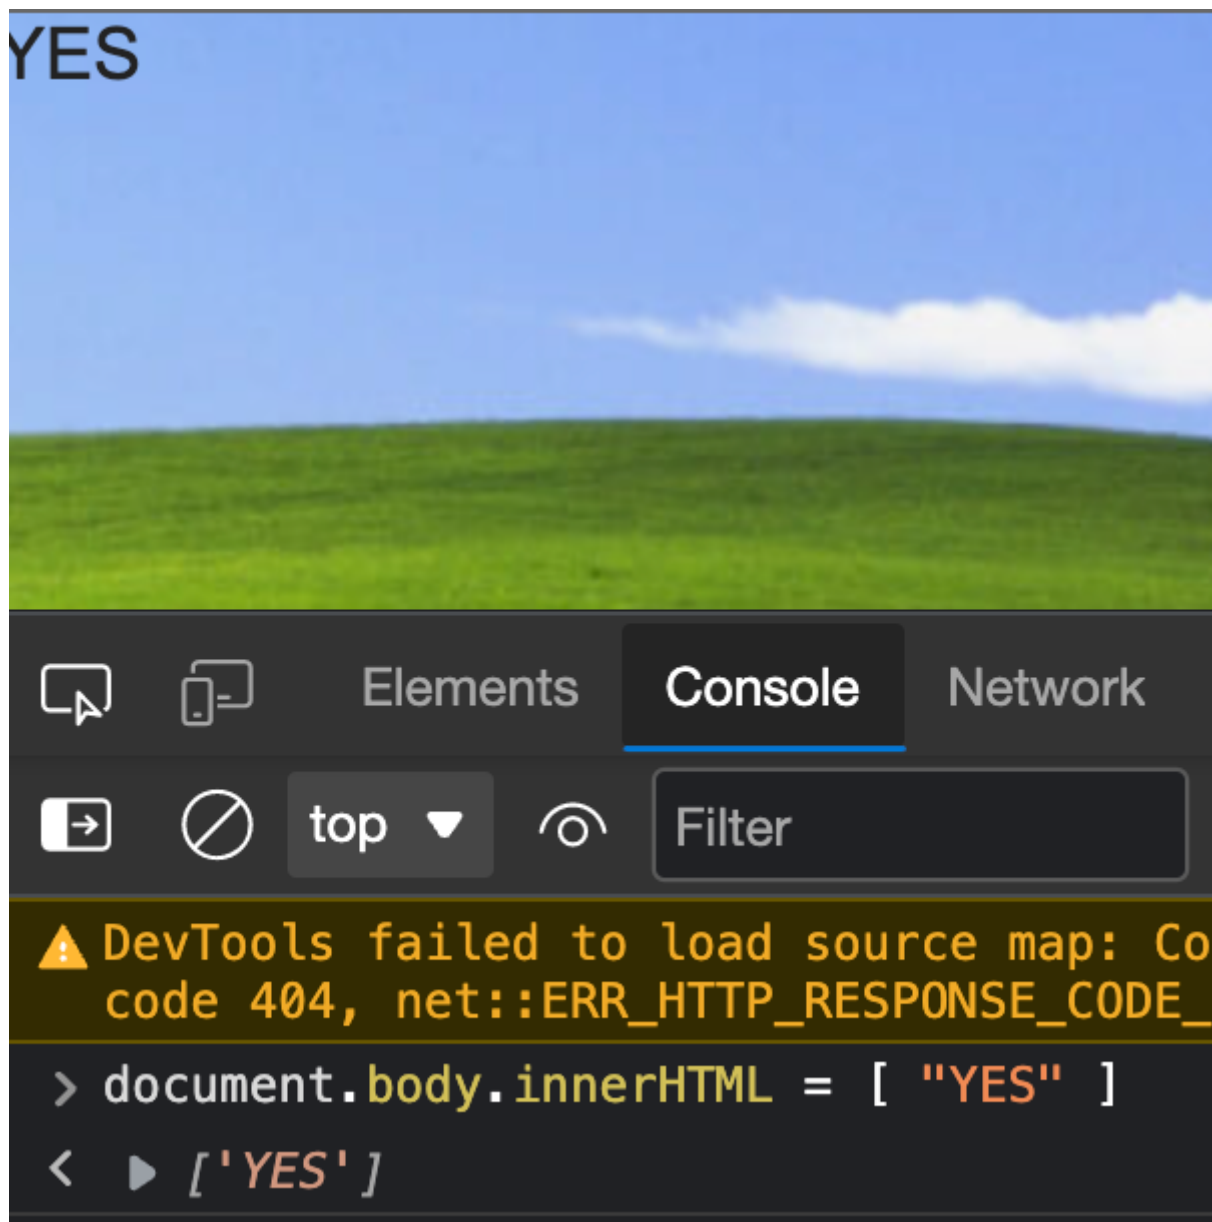 YES
Elements Console Network
top Filter
DevTools failed to load source map: Co
code 404, net::ERR_HTTP_RESPONSE_CODE_
> document.body.innerHTML = [ "YES" ]
['YES']